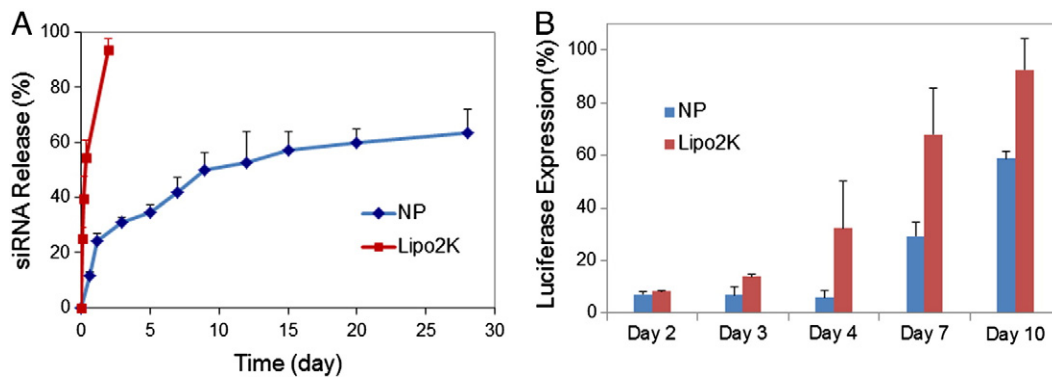 A
siRNA Release (%)
100
80
60
40
20
0
NP
Lipo2K
0 5 10 15 20 25 30
Time (day)
B
Luciferase Expression (%)
100
80
60
40
20
0
NP
Lipo2K
Day 2 Day 3 Day 4 Day 7 Day 10